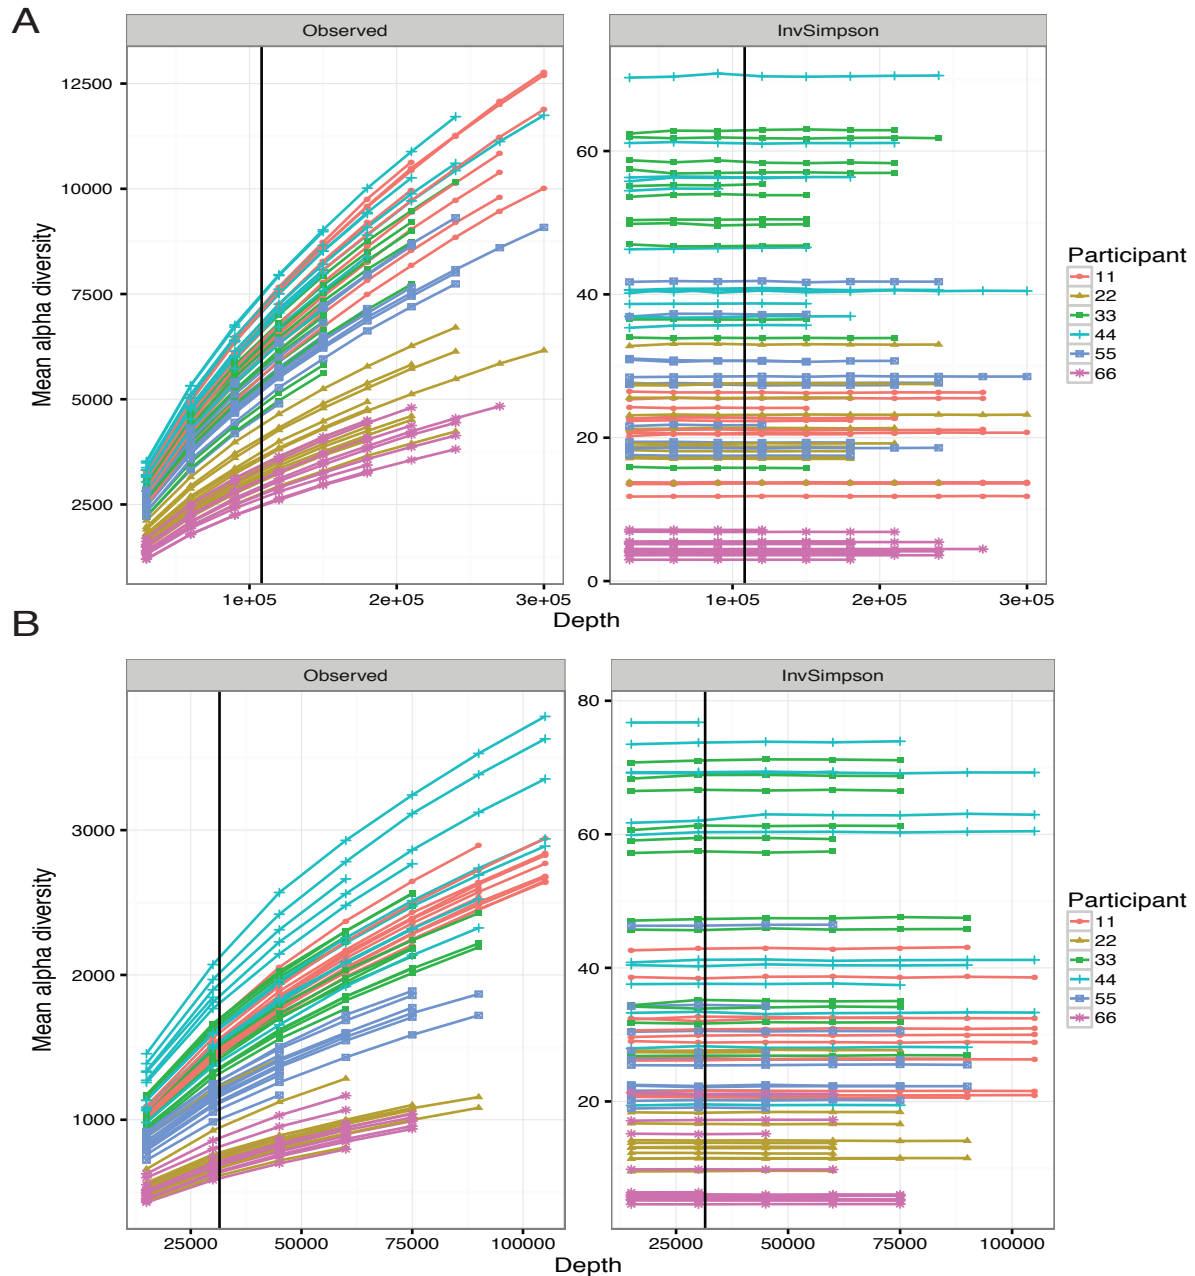 A
Observed
InvSimpson
Mean alpha diversity
12500
10000
7500
5000
2500
60
40
20
0
1e+05
2e+05
3e+05
1e+05
2e+05
3e+05
Depth
Participant
11
22
33
44
55
66
B
Observed
InvSimpson
Mean alpha diversity
3000
2000
1000
80
60
40
20
25000
50000
75000
100000
25000
50000
75000
100000
Depth
Participant
11
22
33
44
55
66